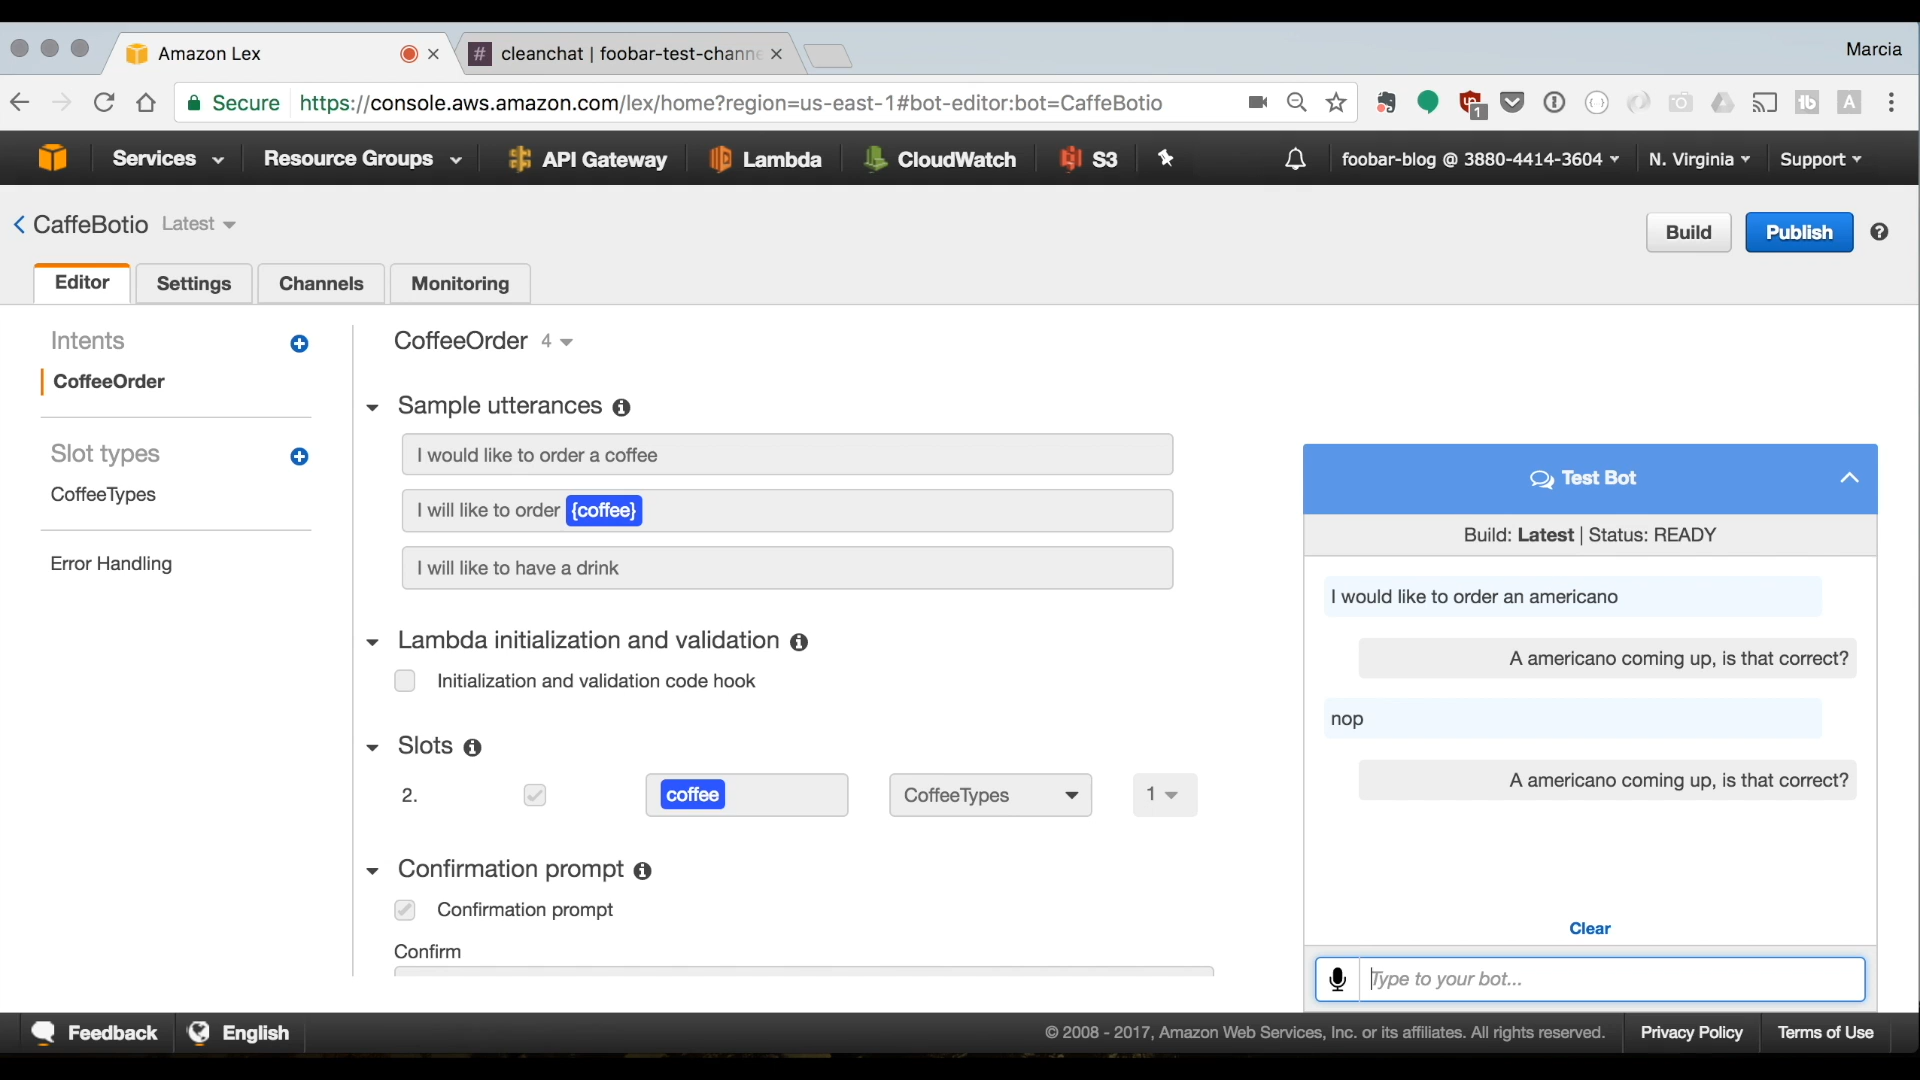 Amazon Lex
# cleanchat | foobar-test-channe
Marcia
Secure https://console.aws.amazon.com/lex/home?region=us-east-1#bot-editor:bot=CaffeBotio
1
1b
A
Services
Resource Groups
API Gateway
Lambda
CloudWatch
S3
foobar-blog @ 3880-4414-3604
N. Virginia
Support
CaffeBotio Latest
Build
Publish
?
Editor
Settings
Channels
Monitoring
Intents
CoffeeOrder
Slot types
CoffeeTypes
Error Handling
CoffeeOrder 4
Sample utterances
I would like to order a coffee
I will like to order {coffee}
I will like to have a drink
Lambda initialization and validation
Initialization and validation code hook
Slots
2. coffee CoffeeTypes 1
Confirmation prompt
Confirmation prompt
Confirm
Test Bot
Build: Latest | Status: READY
I would like to order an americano
A americano coming up, is that correct?
nop
A americano coming up, is that correct?
Clear
Type to your bot...
Feedback
English
© 2008 - 2017, Amazon Web Services, Inc. or its affiliates. All rights reserved.
Privacy Policy
Terms of Use